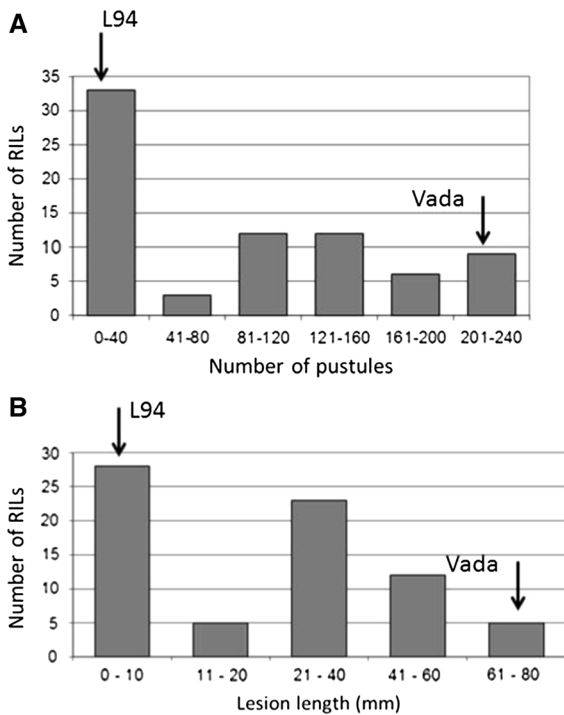 A
L94
35
30
25
20
15
10
5
0
Number of RILs
Vada
0-40 41-80 81-120 121-160 161-200 201-240
Number of pustules
B
L94
30
25
20
15
10
5
0
Number of RILs
Vada
0 - 10 11 - 20 21 - 40 41 - 60 61 - 80
Lesion length (mm)